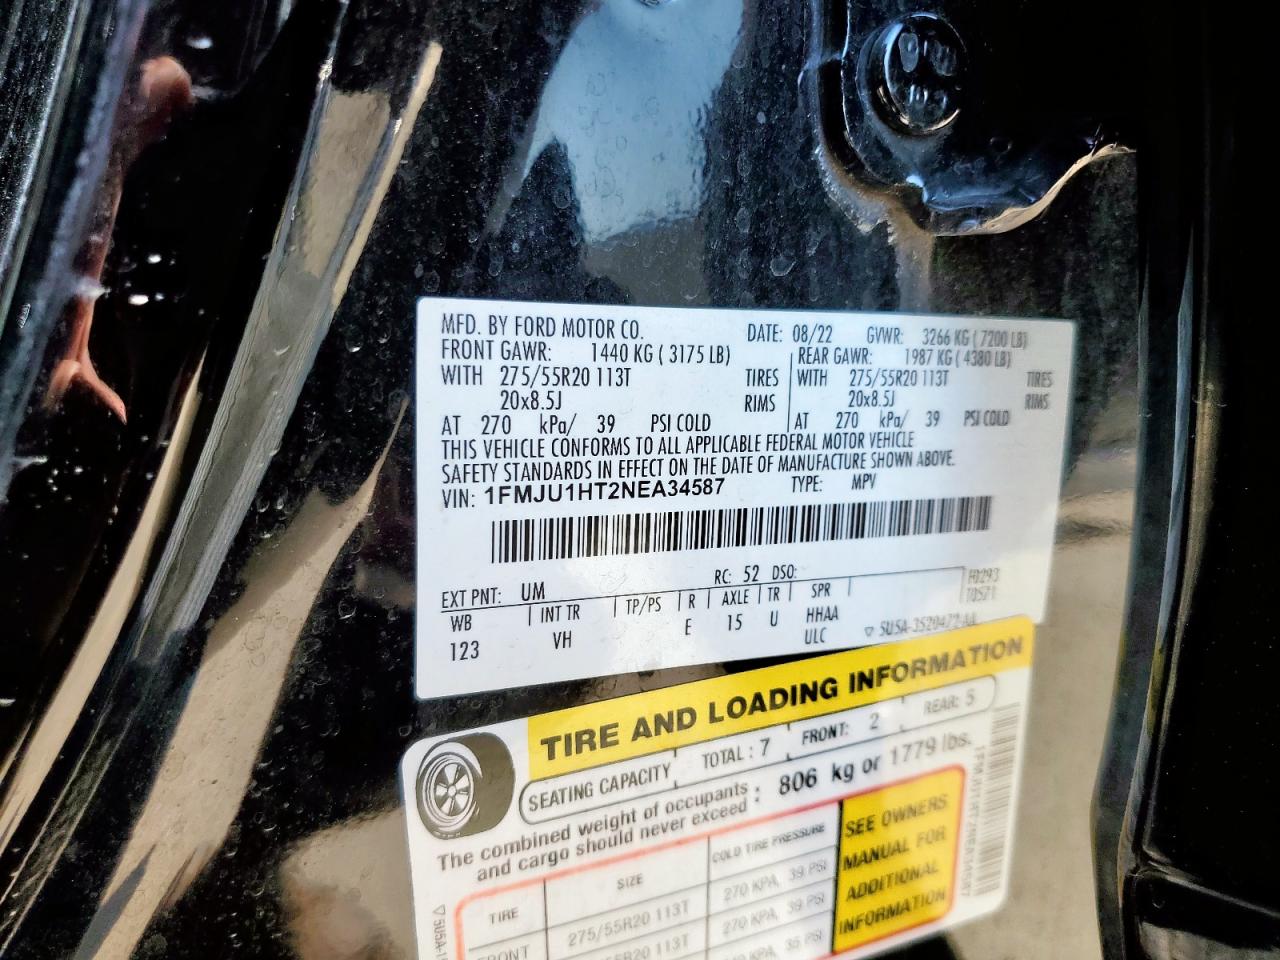 MFD. BY FORD MOTOR CO. DATE: 08/22 GVWR: 3266 KG ( 7200 LB)
FRONT GAWR: 1440 KG ( 3175 LB) REAR GAWR: 1987 KG ( 4380 LB)
WITH 275/55R20 113T TIRES WITH 275/55R20 113T TIRES
20x8.5J RIMS 20x8.5J RIMS
AT 270 kPa/ 39 PSI COLD AT 270 kPa/ 39 PSI COLD
THIS VEHICLE CONFORMS TO ALL APPLICABLE FEDERAL MOTOR VEHICLE
SAFETY STANDARDS IN EFFECT ON THE DATE OF MANUFACTURE SHOWN ABOVE.
VIN: 1FMJU1HT2NEA34587 TYPE: MPV
EXT PNT: UM RC: 52 DSO:
WB INT TR TP/PS R AXLE TR SPR
123 VH E 15 U HHAA
ULC
TIRE AND LOADING INFORMATION
SEATING CAPACITY TOTAL : 7 FRONT: 2 REAR: 5
The combined weight of occupants and cargo should never exceed : 806 kg or 1779 lbs.
TIRE SIZE COLD TIRE PRESSURE
FRONT 275/55R20 113T 270 KPA, 39 PSI
270 KPA, 39 PSI
SEE OWNERS
MANUAL FOR
ADDITIONAL
INFORMATION